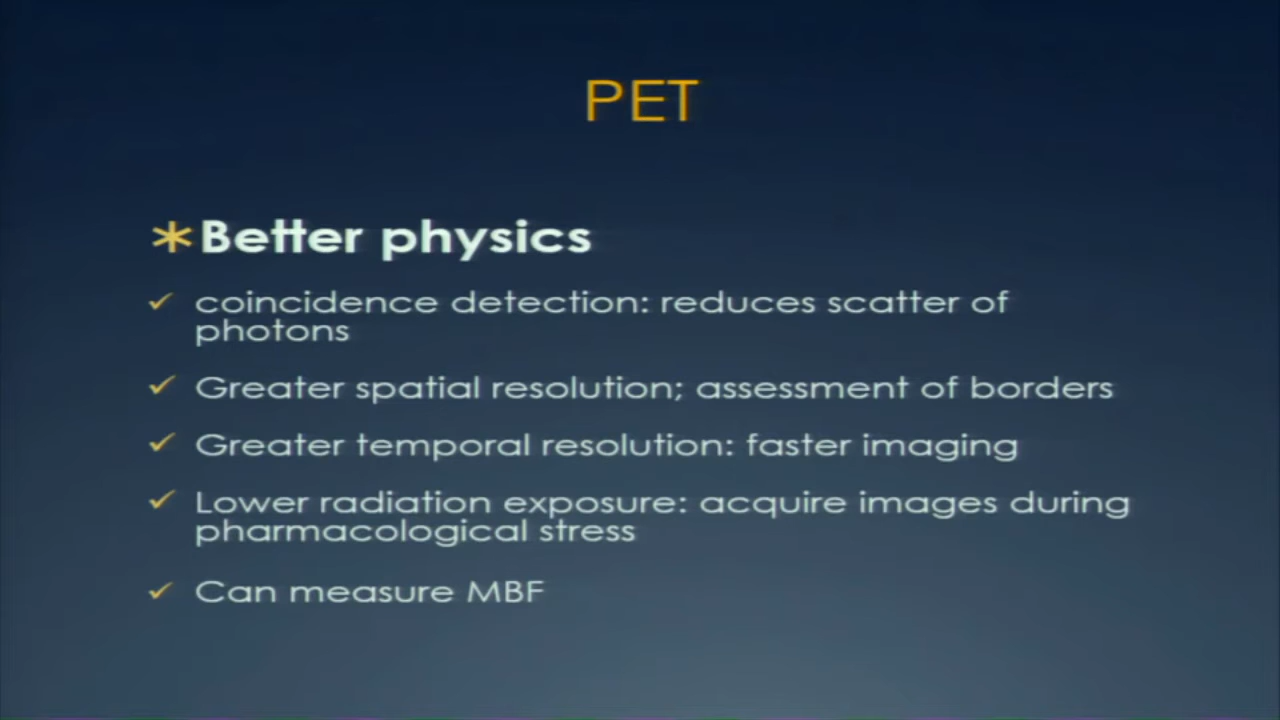 PET
*Better physics
✓ coincidence detection: reduces scatter of
photons
✓ Greater spatial resolution; assessment of borders
✓ Greater temporal resolution: faster imaging
✓ Lower radiation exposure: acquire images during
pharmacological stress
✓ Can measure MBF